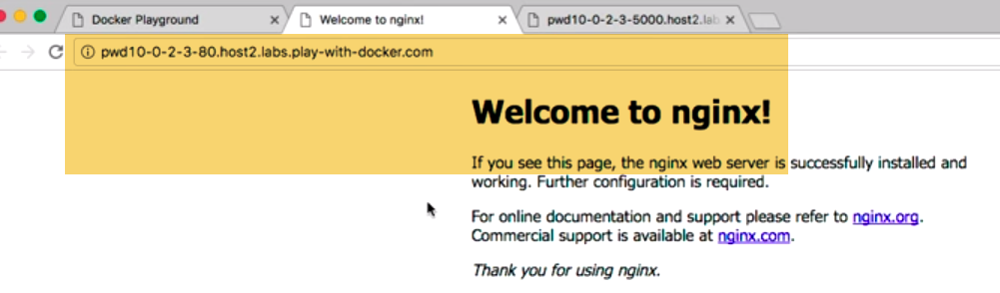 Docker Playground
Welcome to nginx!
pwd10-0-2-3-5000.host2.lab
pwd10-0-2-3-80.host2.labs.play-with-docker.com
Welcome to nginx!
If you see this page, the nginx web server is successfully installed and
working. Further configuration is required.
For online documentation and support please refer to nginx.org.
Commercial support is available at nginx.com.
Thank you for using nginx.